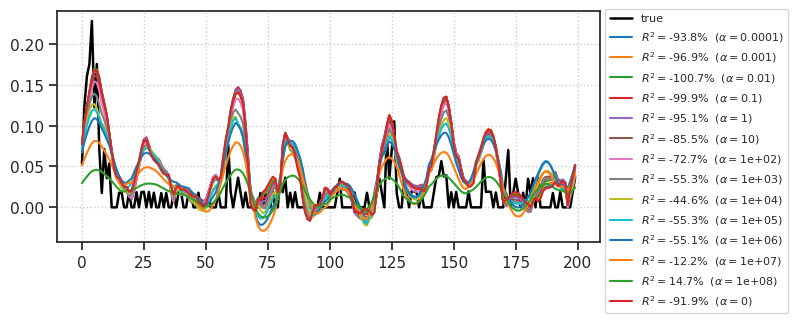 0.20
0.15
0.10
0.05
0.00
0 25 50 75 100 125 150 175 200
true
R² = -93.8% (α = 0.0001)
R² = -96.9% (α = 0.001)
R² = -100.7% (α = 0.01)
R² = -99.9% (α = 0.1)
R² = -95.1% (α = 1)
R² = -85.5% (α = 10)
R² = -72.7% (α = 1e+02)
R² = -55.3% (α = 1e+03)
R² = -44.6% (α = 1e+04)
R² = -55.3% (α = 1e+05)
R² = -55.1% (α = 1e+06)
R² = -12.2% (α = 1e+07)
R² = 14.7% (α = 1e+08)
R² = -91.9% (α = 0)